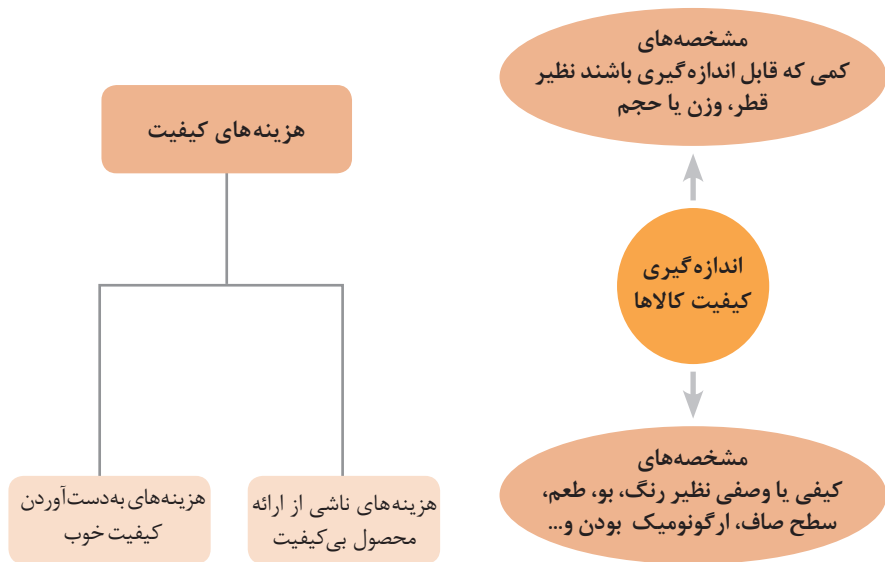 مشخصه‌های
کمی که قابل اندازه‌گیری باشند نظیر
قطر، وزن یا حجم
اندازه‌گیری
کیفیت کالاها
مشخصه‌های
کیفی یا وصفی نظیر رنگ، بو، طعم،
سطح صاف، ارگونومیک بودن و...
هزینه‌های کیفیت
هزینه‌های ناشی از ارائه
محصول بی‌کیفیت
هزینه‌های به‌دست‌آوردن
کیفیت خوب